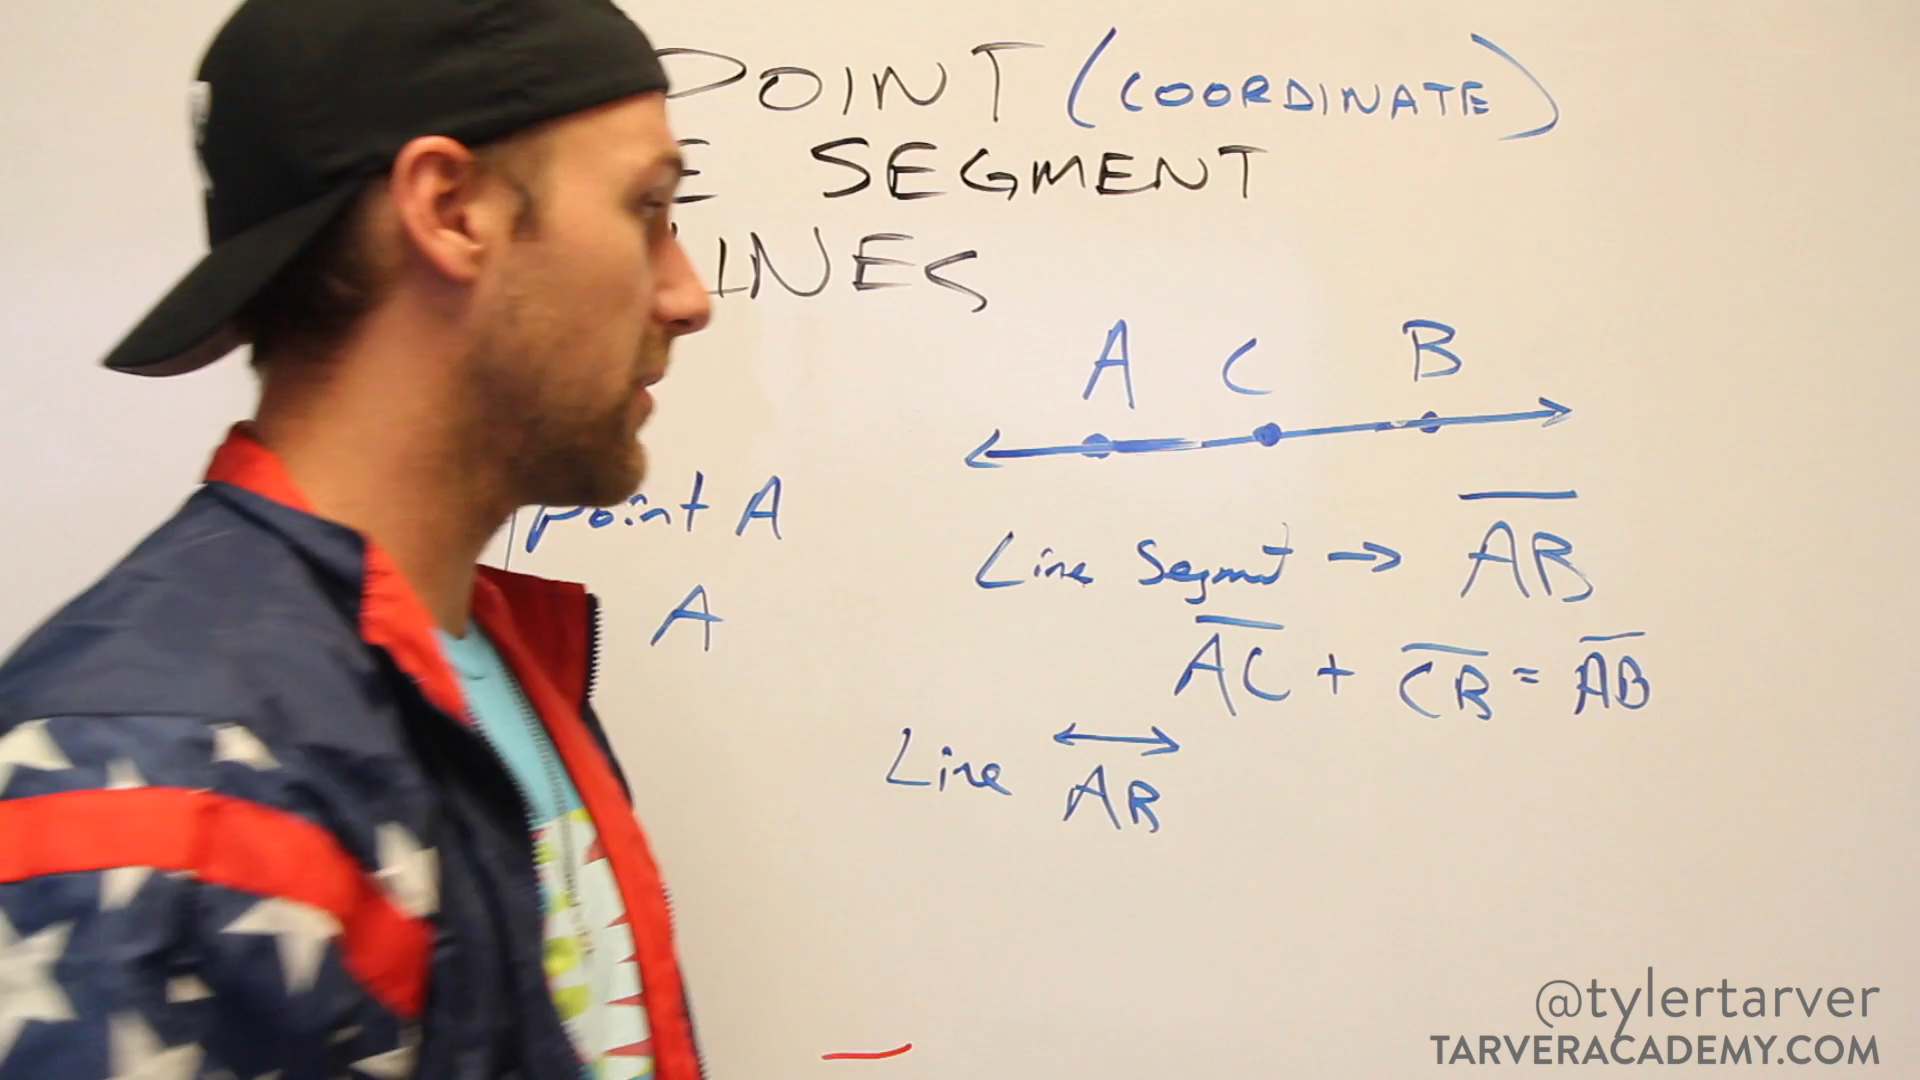 POINT (COORDINATE)
E SEGMENT
LINES
A C B
point A
A
Line Segment → AB
AC + CB = AB
Line AB
@tylertarver
TARVERACADEMY.COM